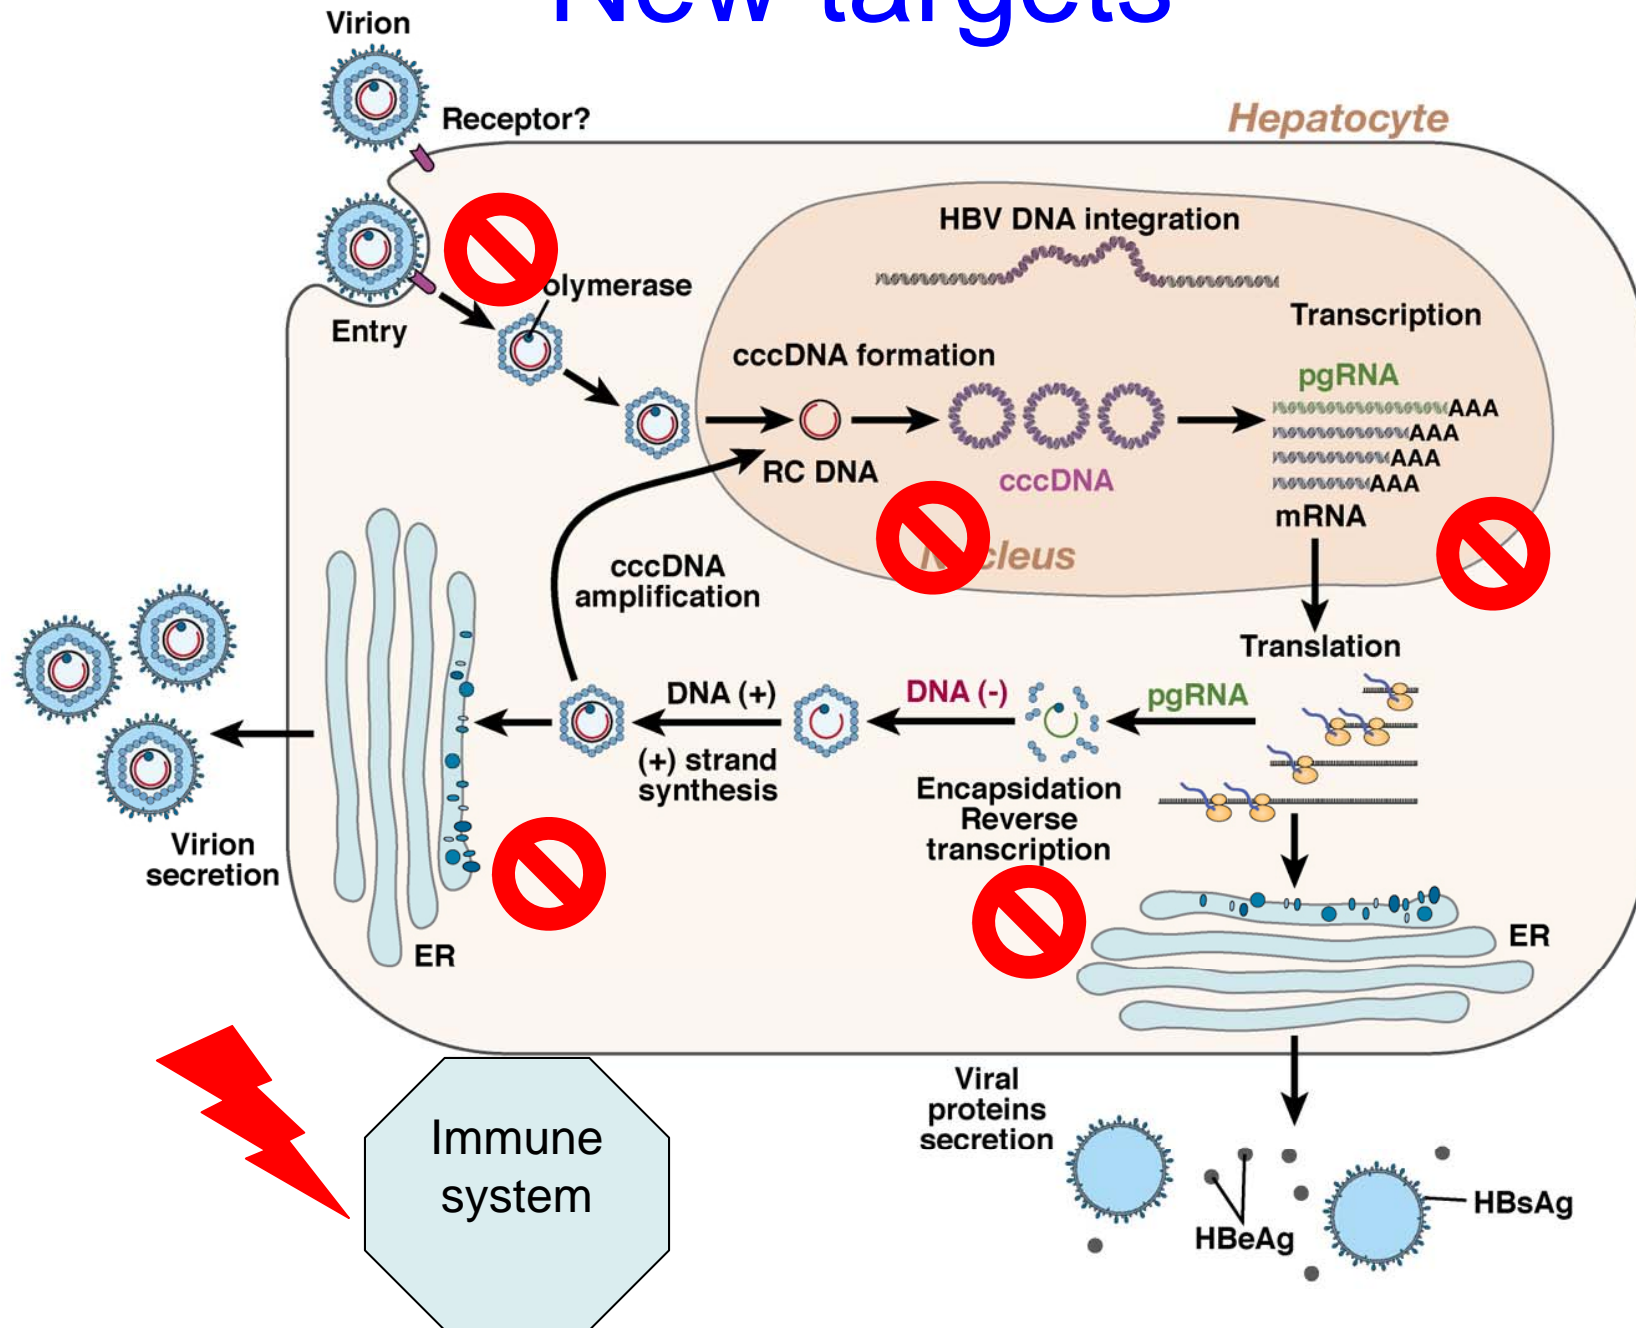 New targets
Virion
Receptor?
Hepatocyte
HBV DNA integration
olymerase
Entry
Transcription
cccDNA formation
pgRNA
AAA
AAA
AAA
AAA
RC DNA
cccDNA
mRNA
cccDNA
amplification
Translation
DNA (+)
DNA (-)
pgRNA
(+) strand
synthesis
Encapsidation
Reverse
transcription
Virion
secretion
ER
ER
Viral
proteins
secretion
Immune
system
HBsAg
HBeAg